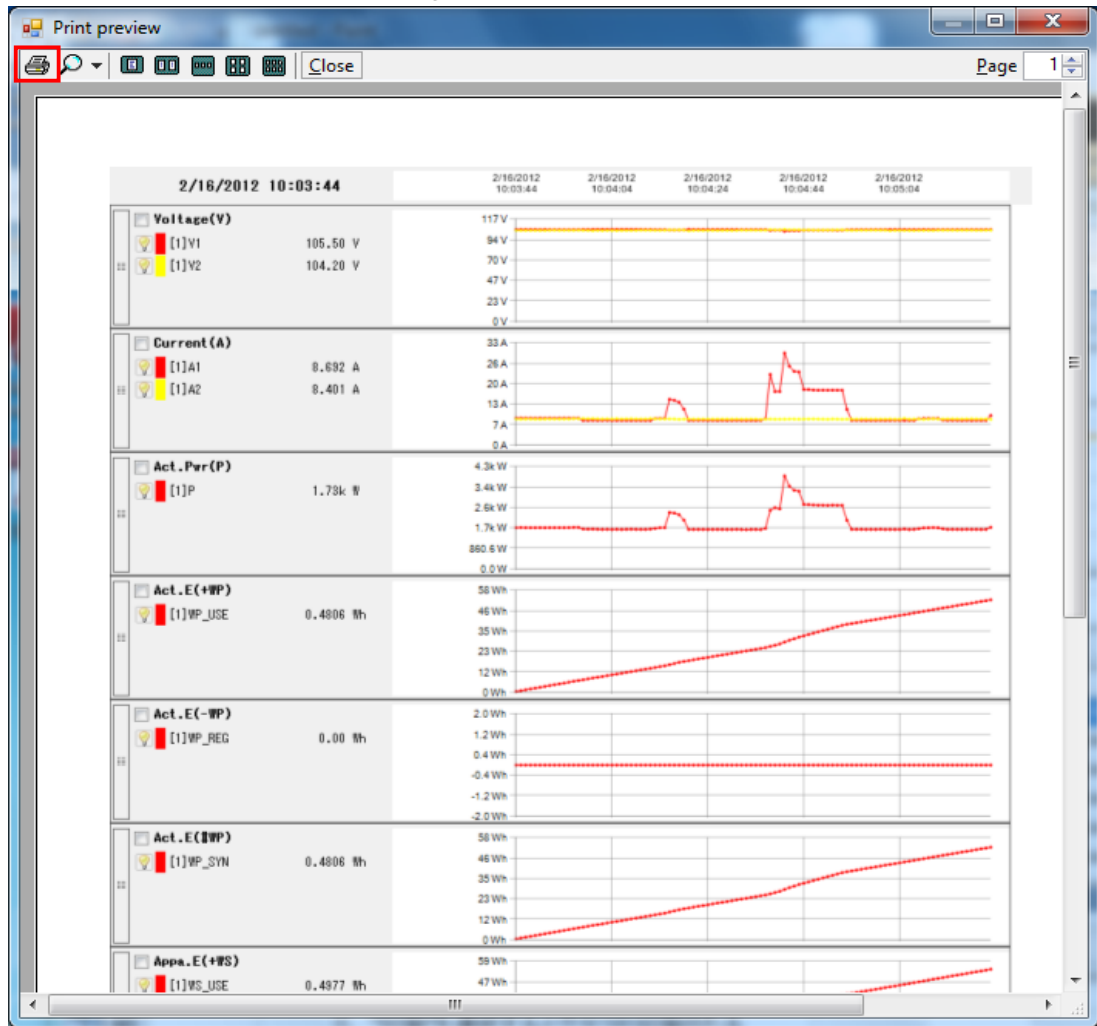 Print preview
Close Page 1
2/16/2012 10:03:44
2/16/2012 2/16/2012 2/16/2012 2/16/2012 2/16/2012
10:03:44 10:04:04 10:04:24 10:04:44 10:05:04
Voltage(V)
[1]V1 105.50 V
[1]V2 104.20 V
117 V
94 V
70 V
47 V
23 V
0 V
Current(A)
[1]A1 8.692 A
[1]A2 8.401 A
33 A
26 A
20 A
13 A
7 A
0 A
Act.Pwr(P)
[1]P 1.73k W
4.3k W
3.4k W
2.6k W
1.7k W
860.6 W
0.0 W
Act.E(+WP)
[1]WP_USE 0.4806 Wh
58 Wh
46 Wh
35 Wh
23 Wh
12 Wh
0 Wh
Act.E(-WP)
[1]WP_REG 0.00 Wh
2.0 Wh
1.2 Wh
0.4 Wh
-0.4 Wh
-1.2 Wh
-2.0 Wh
[1]WP_SYN 0.4806 Wh
58 Wh
46 Wh
35 Wh
23 Wh
12 Wh
0 Wh
Appa.E(+WS)
[1]WS_USE 0.4977 Wh
59 Wh
47 Wh